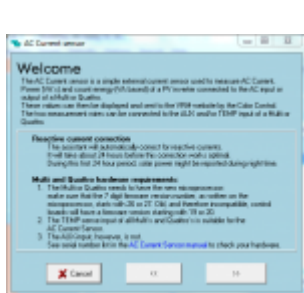 AC Current sensor
Welcome
The AC Current sensor is a simple external current sensor used to measure AC Current,
Power (VA's) and count energy (VA based) of a PV inverter connected to the AC input or
output of a Multi or Quattro.
These values can then be displayed and sent to the VRM website by the Color Control.
The two measurement wires can be connected to the AUX and/or TEMP input of a Multi or
Quattro.
Reactive current correction
The assistant will automatically correct for reactive currents.
It will take about 24 hours before the correction works optimal.
During this first 24 hour period, solar power might be reported during night time.
Multi and Quattro hardware requirements:
1. The Multi or Quattro needs to have the new microprocessor:
make sure that the 7 digit firmware version number, as written on the
microprocessor, starts with 26 or 27. Old, and therefore incompatible, control
boards will have a firmware version starting with 19 or 20.
2. The TEMP sense input of all Multi's and Quattro's is suitable for the
AC Current Sensor.
3. The AUX input, however, is not.
See serial number list in the AC Current Sensor manual to check your hardware.
Cancel
<<
>>